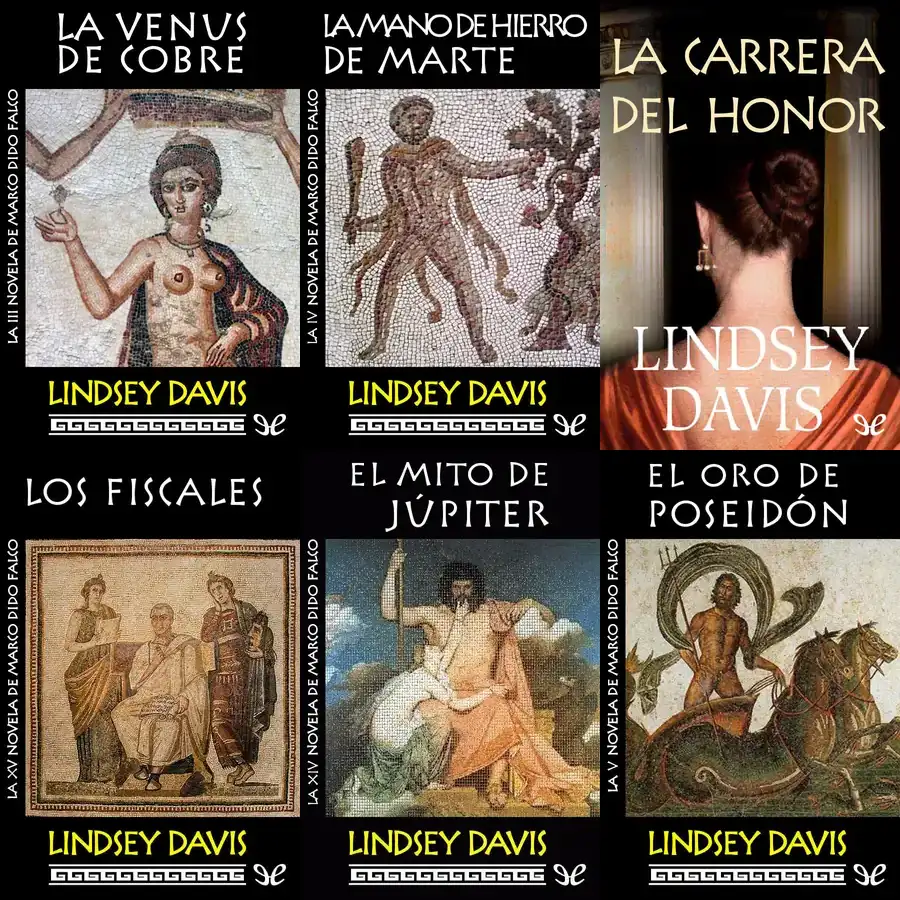 LA VENUS
DE COBRE
LA III NOVELA DE MARCO DIDO FALCO
LINDSEY DAVIS
LA MANO DE HIERRO
DE MARTE
LA IV NOVELA DE MARCO DIDO FALCO
LINDSEY DAVIS
LA CARRERA
DEL HONOR
LINDSEY
DAVIS
LOS FISCALES
LA XV NOVELA DE MARCO DIDO FALCO
LINDSEY DAVIS
EL MITO DE
JÚPITER
LA XIV NOVELA DE MARCO DIDO FALCO
LINDSEY DAVIS
EL ORO DE
POSEIDÓN
LA V NOVELA DE MARCO DIDO FALCO
LINDSEY DAVIS